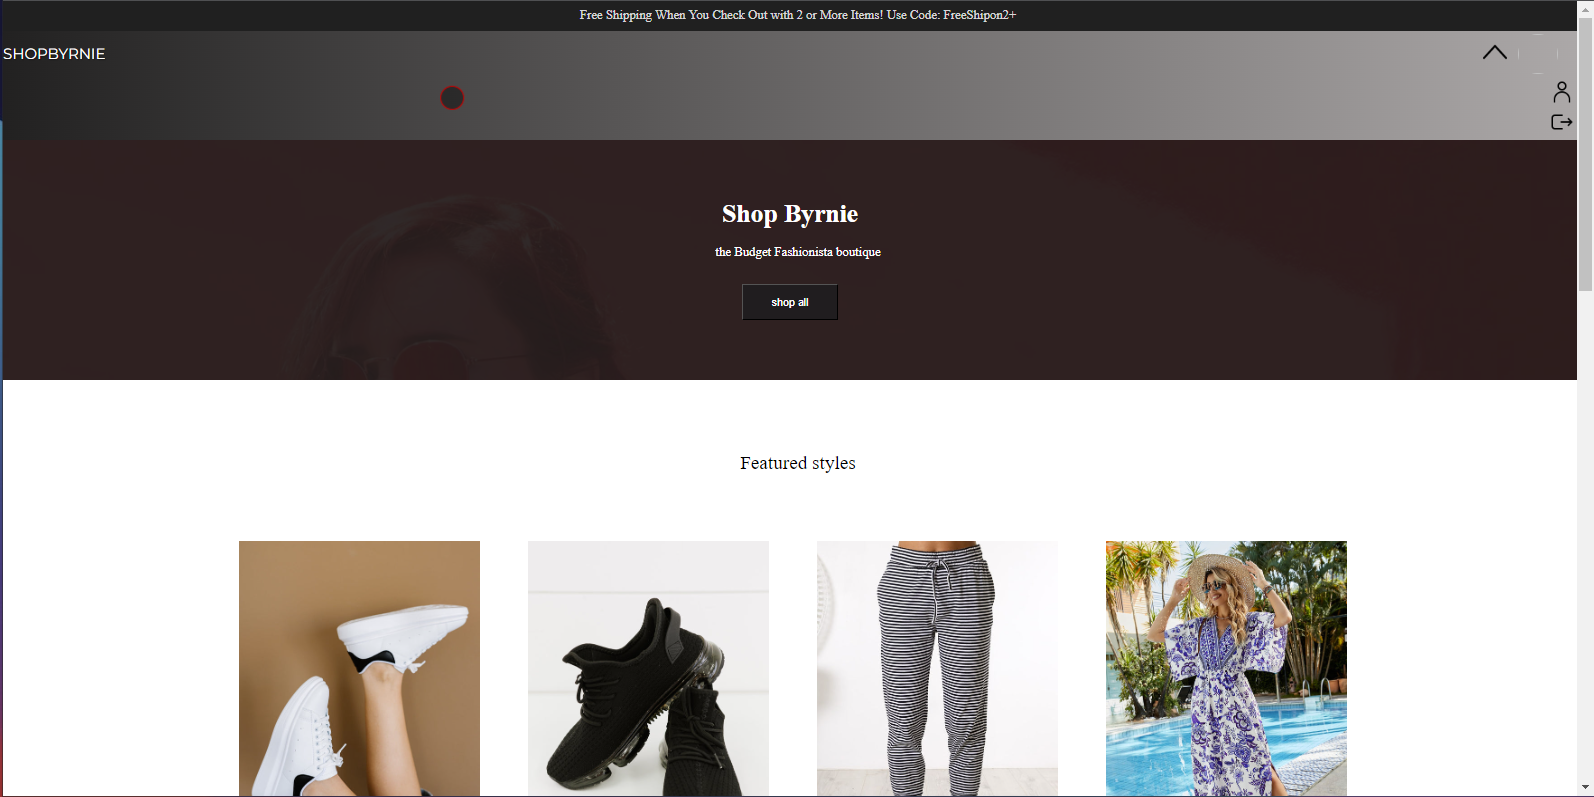 Free Shipping When You Check Out with 2 or More Items! Use Code: FreeShipon2+
SHOPBYRNIE
Shop Byrnie
the Budget Fashionista boutique
shop all
Featured styles